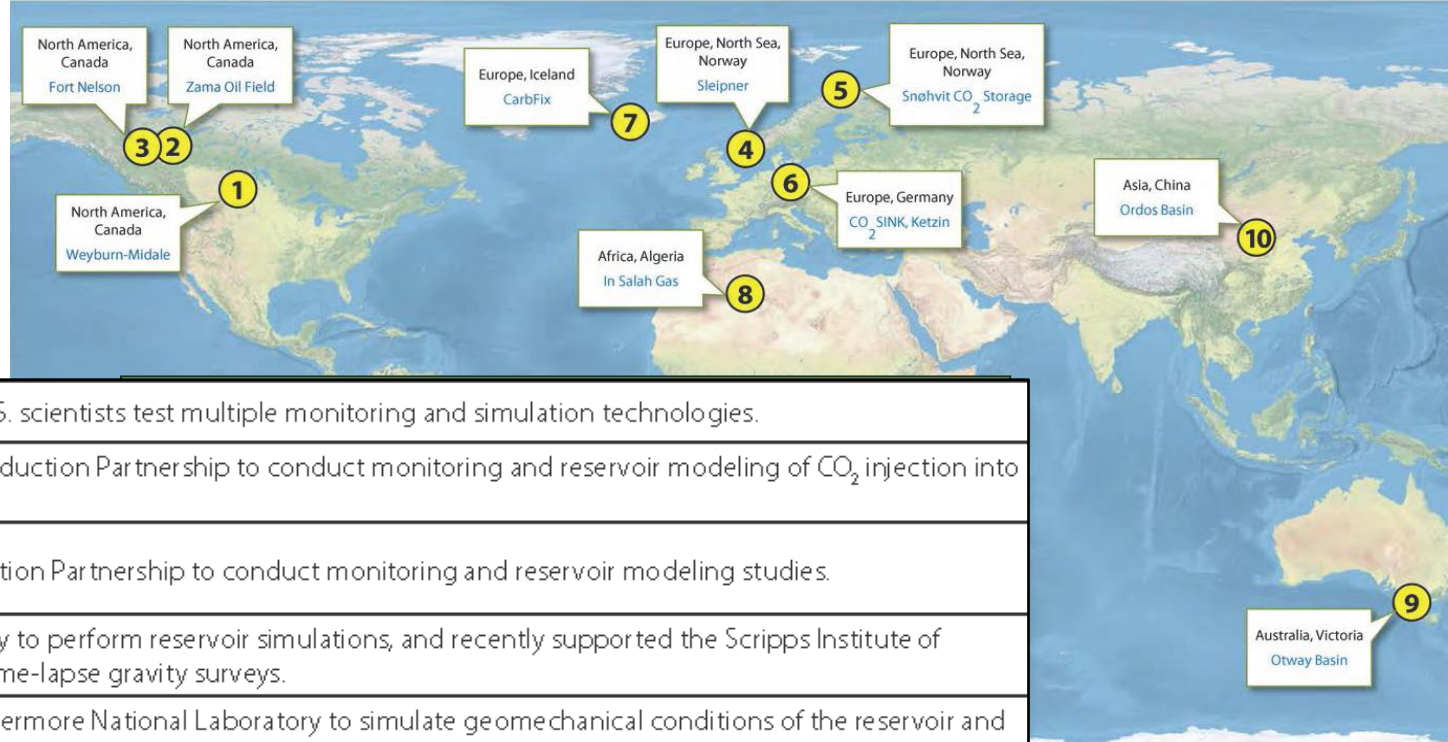 North America,
Canada
Fort Nelson
North America,
Canada
Zama Oil Field
Europe, Iceland
CarbFix
Europe, North Sea,
Norway
Sleipner
Europe, North Sea,
Norway
Snøhvit CO2 Storage
5
7
3
2
4
6
1
North America,
Canada
Weyburn-Midale
Europe, Germany
CO2SINK, Ketzin
Asia, China
Ordos Basin
10
Africa, Algeria
In Salah Gas
8
S. scientists test multiple monitoring and simulation technologies.
duction Partnership to conduct monitoring and reservoir modeling of CO2 injection into
tion Partnership to conduct monitoring and reservoir modeling studies.
y to perform reservoir simulations, and recently supported the Scripps Institute of
me-lapse gravity surveys.
ermore National Laboratory to simulate geomechanical conditions of the reservoir and
9
Australia, Victoria
Otway Basin